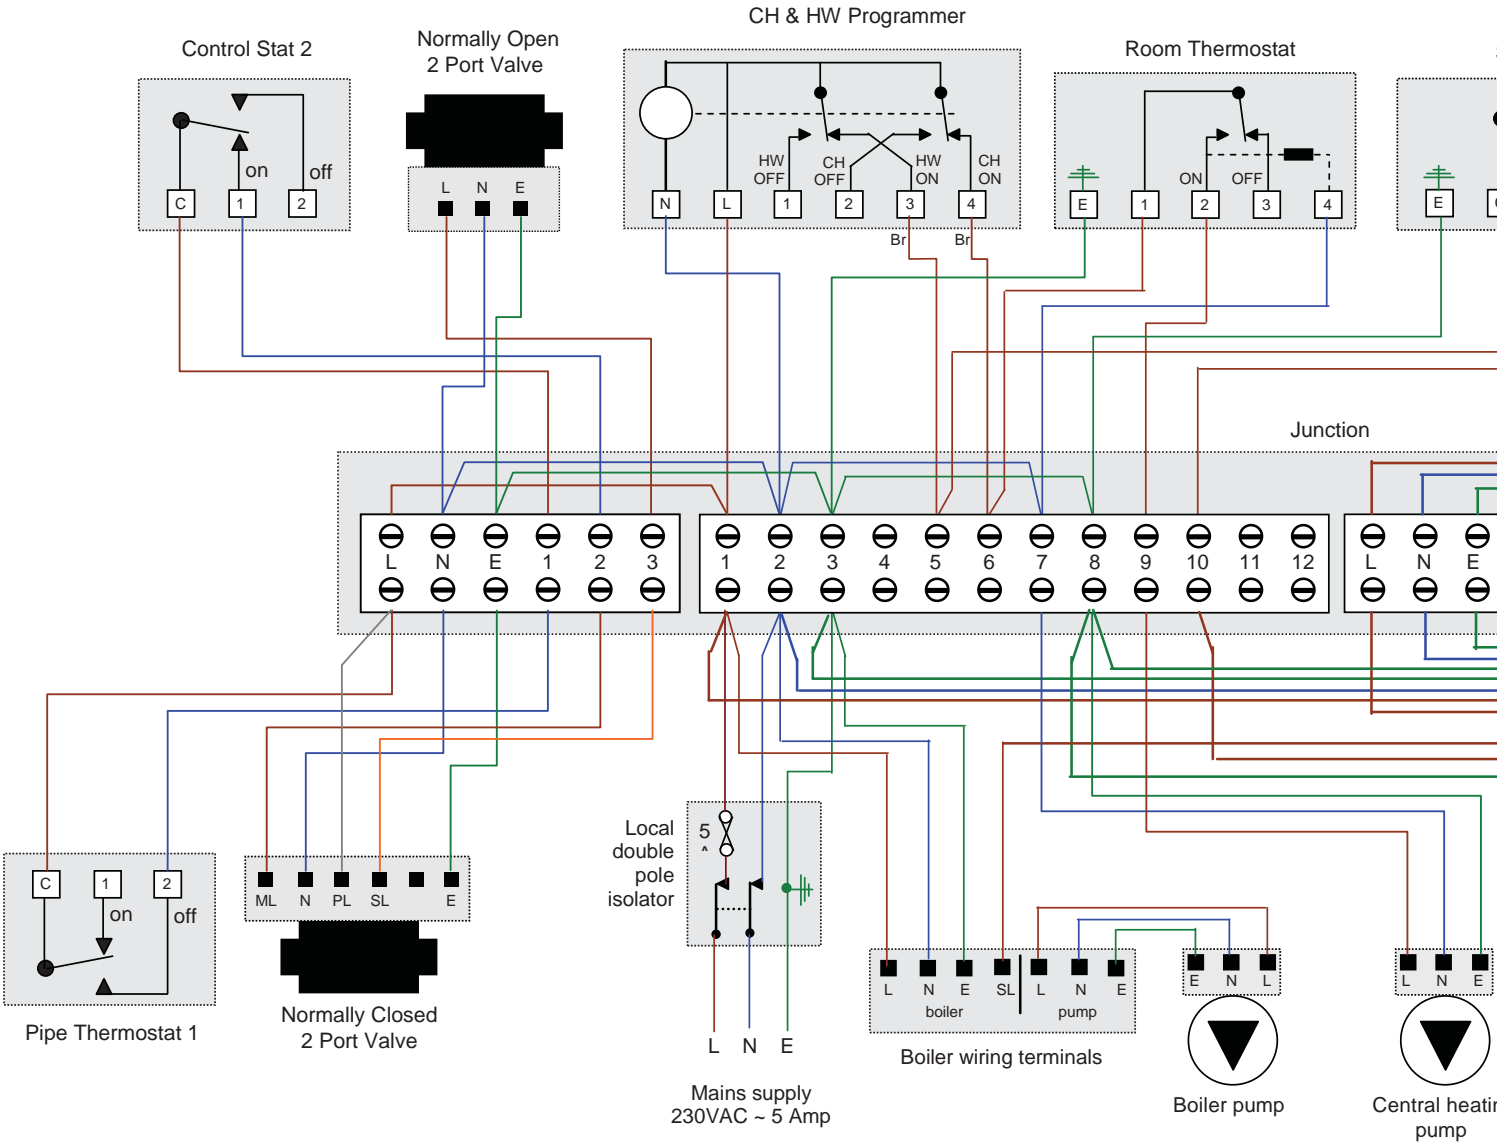 CH & HW Programmer
Control Stat 2
Normally Open
2 Port Valve
Room Thermostat
on
off
C
1
2
L
N
E
HW
OFF
CH
OFF
HW
ON
CH
ON
N
L
1
2
3
4
Br
Br
ON
OFF
E
1
2
3
4
E
Junction
L
N
E
1
2
3
1
2
3
4
5
6
7
8
9
10
11
12
L
N
E
C
1
2
on
off
Pipe Thermostat 1
ML
N
PL
SL
E
Normally Closed
2 Port Valve
Local
double
pole
isolator
5
L
N
E
Mains supply
230VAC ~ 5 Amp
L
N
E
SL
L
N
E
boiler
pump
Boiler wiring terminals
E
N
L
Boiler pump
L
N
E
Central heatin
pump